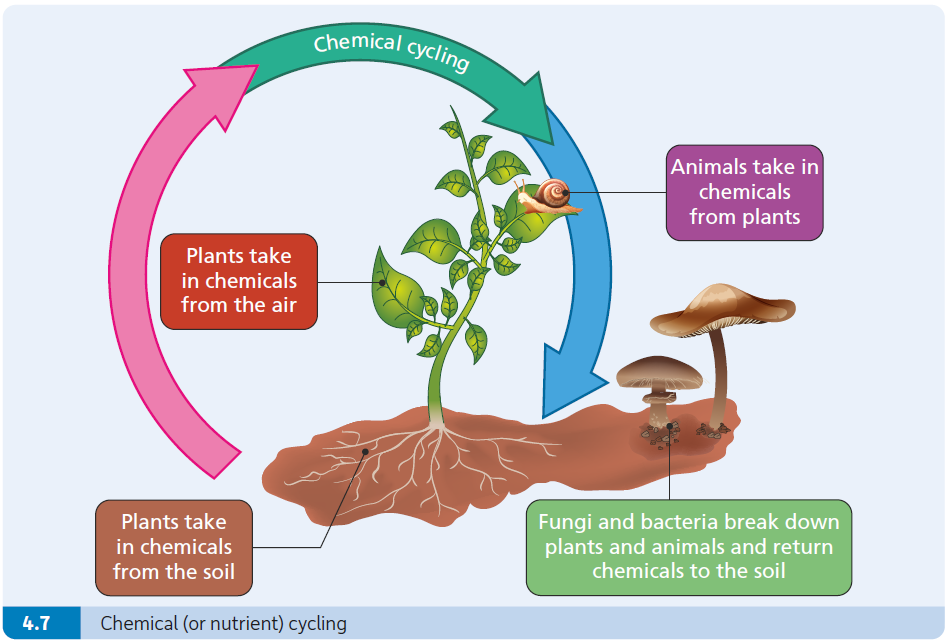 Chemical cycling
Animals take in
chemicals
from plants
Plants take
in chemicals
from the air
Plants take
in chemicals
from the soil
Fungi and bacteria break down
plants and animals and return
chemicals to the soil
4.7 Chemical (or nutrient) cycling